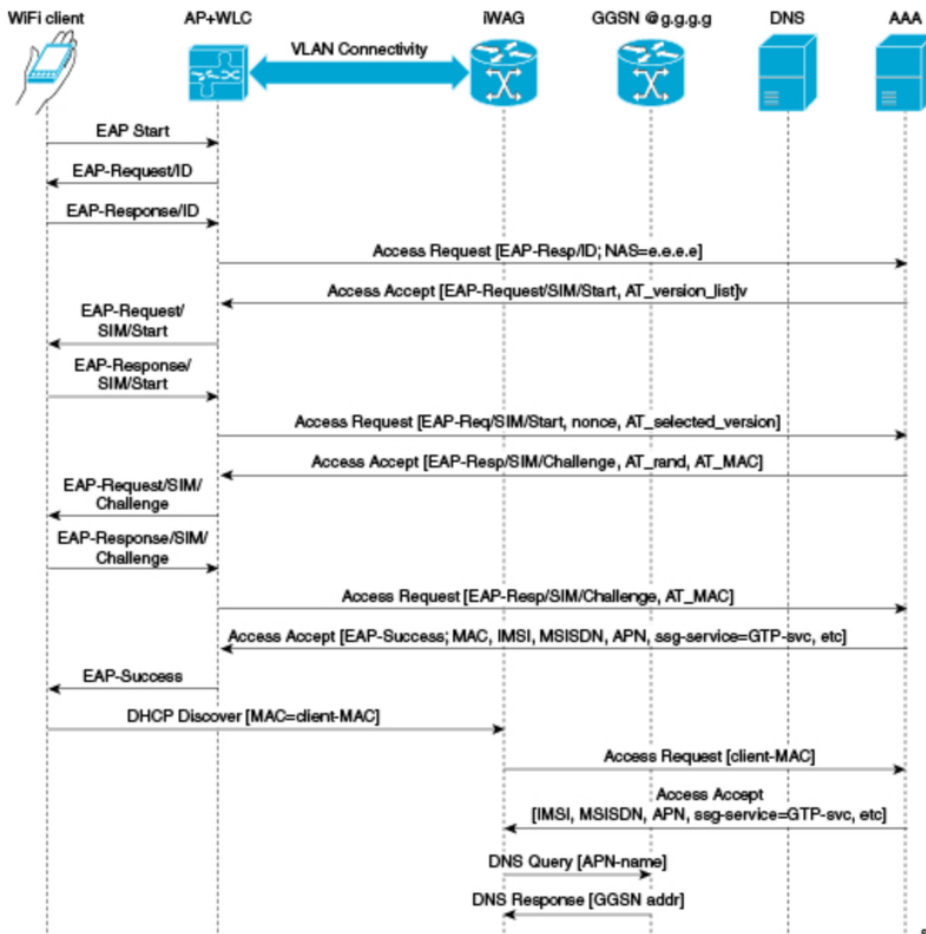 WiFi client AP+WLC iWAG GGSN @g.g.g.g DNS AAA
VLAN Connectivity
EAP Start
EAP-Request/ID
EAP-Response/ID
Access Request [EAP-Resp/ID; NAS=e.e.e.e]
Access Accept [EAP-Request/SIM/Start, AT_version_list]v
EAP-Request/
SIM/Start
EAP-Response/
SIM/Start
Access Request [EAP-Req/SIM/Start, nonce, AT_selected_version]
Access Accept [EAP-Resp/SIM/Challenge, AT_rand, AT_MAC]
EAP-Request/SIM/
Challenge
EAP-Response/SIM/
Challenge
Access Request [EAP-Resp/SIM/Challenge, AT_MAC]
Access Accept [EAP-Success; MAC, IMSI, MSISDN, APN, ssg-service=GTP-svc, etc]
EAP-Success
DHCP Discover [MAC=client-MAC]
Access Request [client-MAC]
Access Accept
[IMSI, MSISDN, APN, ssg-service=GTP-svc, etc]
DNS Query [APN-name]
DNS Response [GGSN addr]